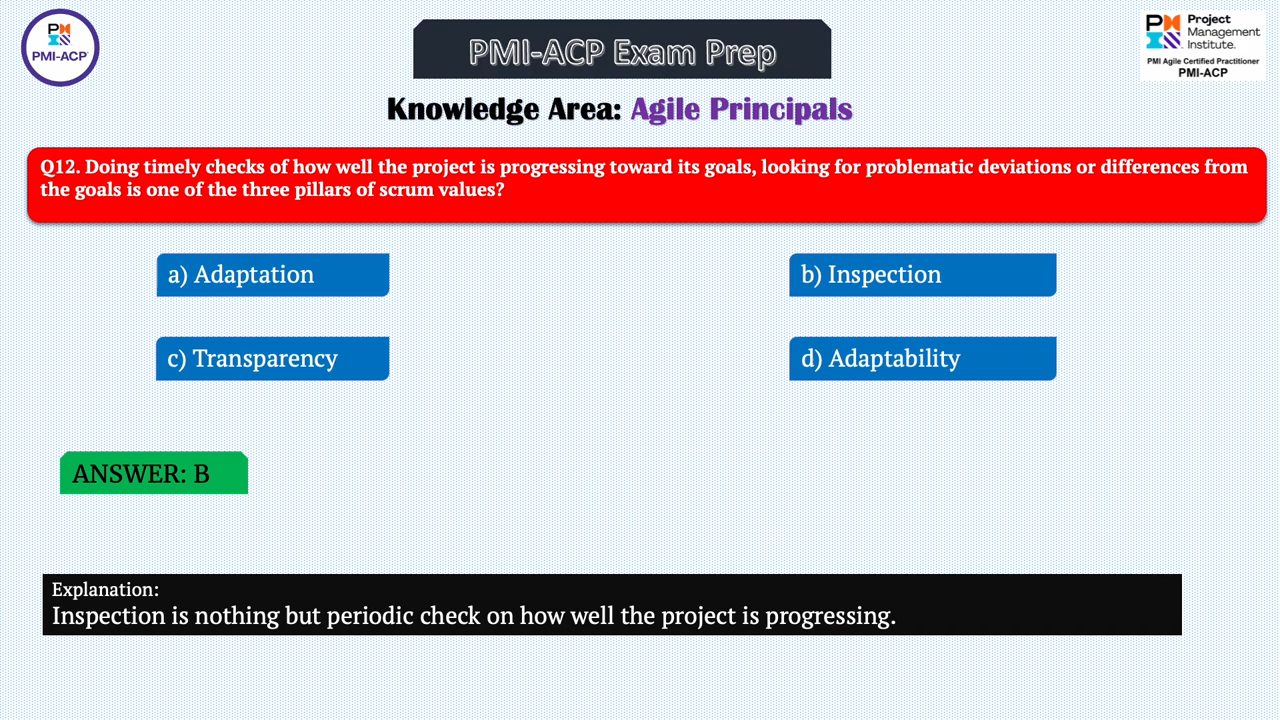 PMI-ACP
PMI-ACP Exam Prep
Project
Management
Institute.
PMI Agile Certified Practitioner
PMI-ACP
Knowledge Area: Agile Principals
Q12. Doing timely checks of how well the project is progressing toward its goals, looking for problematic deviations or differences from
the goals is one of the three pillars of scrum values?
a) Adaptation
b) Inspection
c) Transparency
d) Adaptability
ANSWER: B
Explanation:
Inspection is nothing but periodic check on how well the project is progressing.